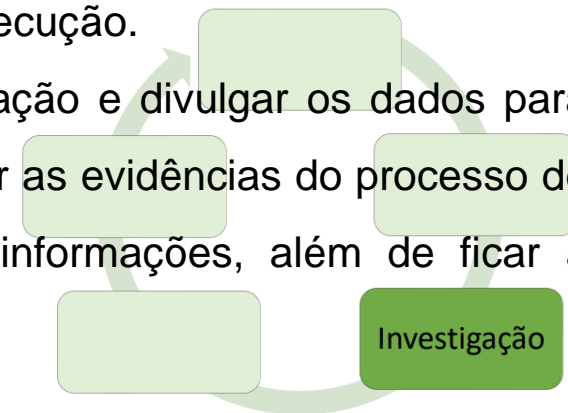 ecução.
ação e divulgar os dados para
r as evidências do processo de
informações, além de ficar a
Investigação